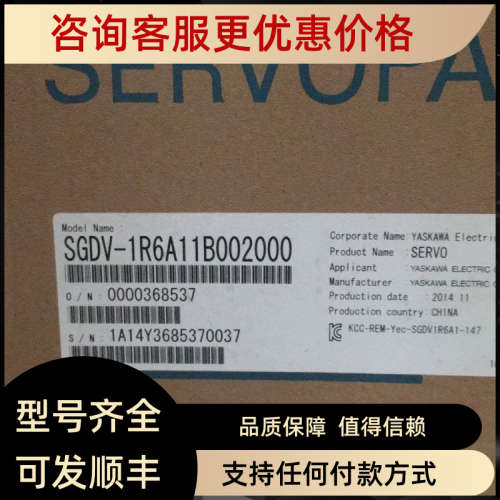 咨询客服更优惠价格
SERVOPA
Model Name :
SGDV-1R6A11B002000
O/N: 0000368537
S/N: 1A14Y3685370037
Corporate Name : YASKAWA Electri
Product Name : SERVO
Applicant : YASKAWA ELECTRIC
Manufacturer : YASKAWA ELECTRIC C
Production date : 2014.11
Production country : CHINA
KCC-REM-Yec-SGDV1R6A1-147
型号齐全
可发顺丰
品质保障 值得信赖
支持任何付款方式